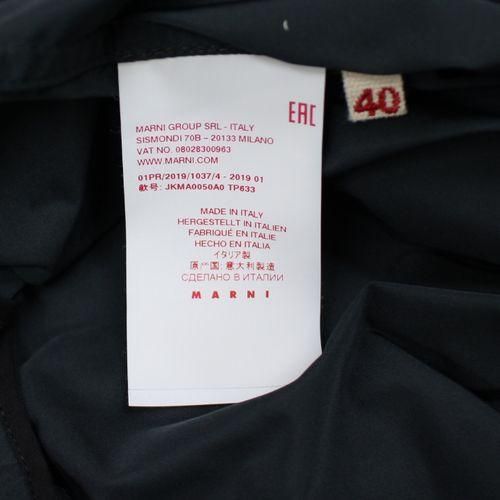 EAC
40
MARNI GROUP SRL - ITALY
SISMONDI 70B - 20133 MILANO
VAT NO. 08028300963
WWW.MARNI.COM
01PR/2019/1037/4 - 2019 01
款号: JKMA0050A0 TP633
MADE IN ITALY
HERGESTELLT IN ITALIEN
FABRIQUÉ EN ITALIE
HECHO EN ITALIA
イタリア製
原产国: 意大利製造
СДЕЛАНО В ИТАЛИИ
MARNI